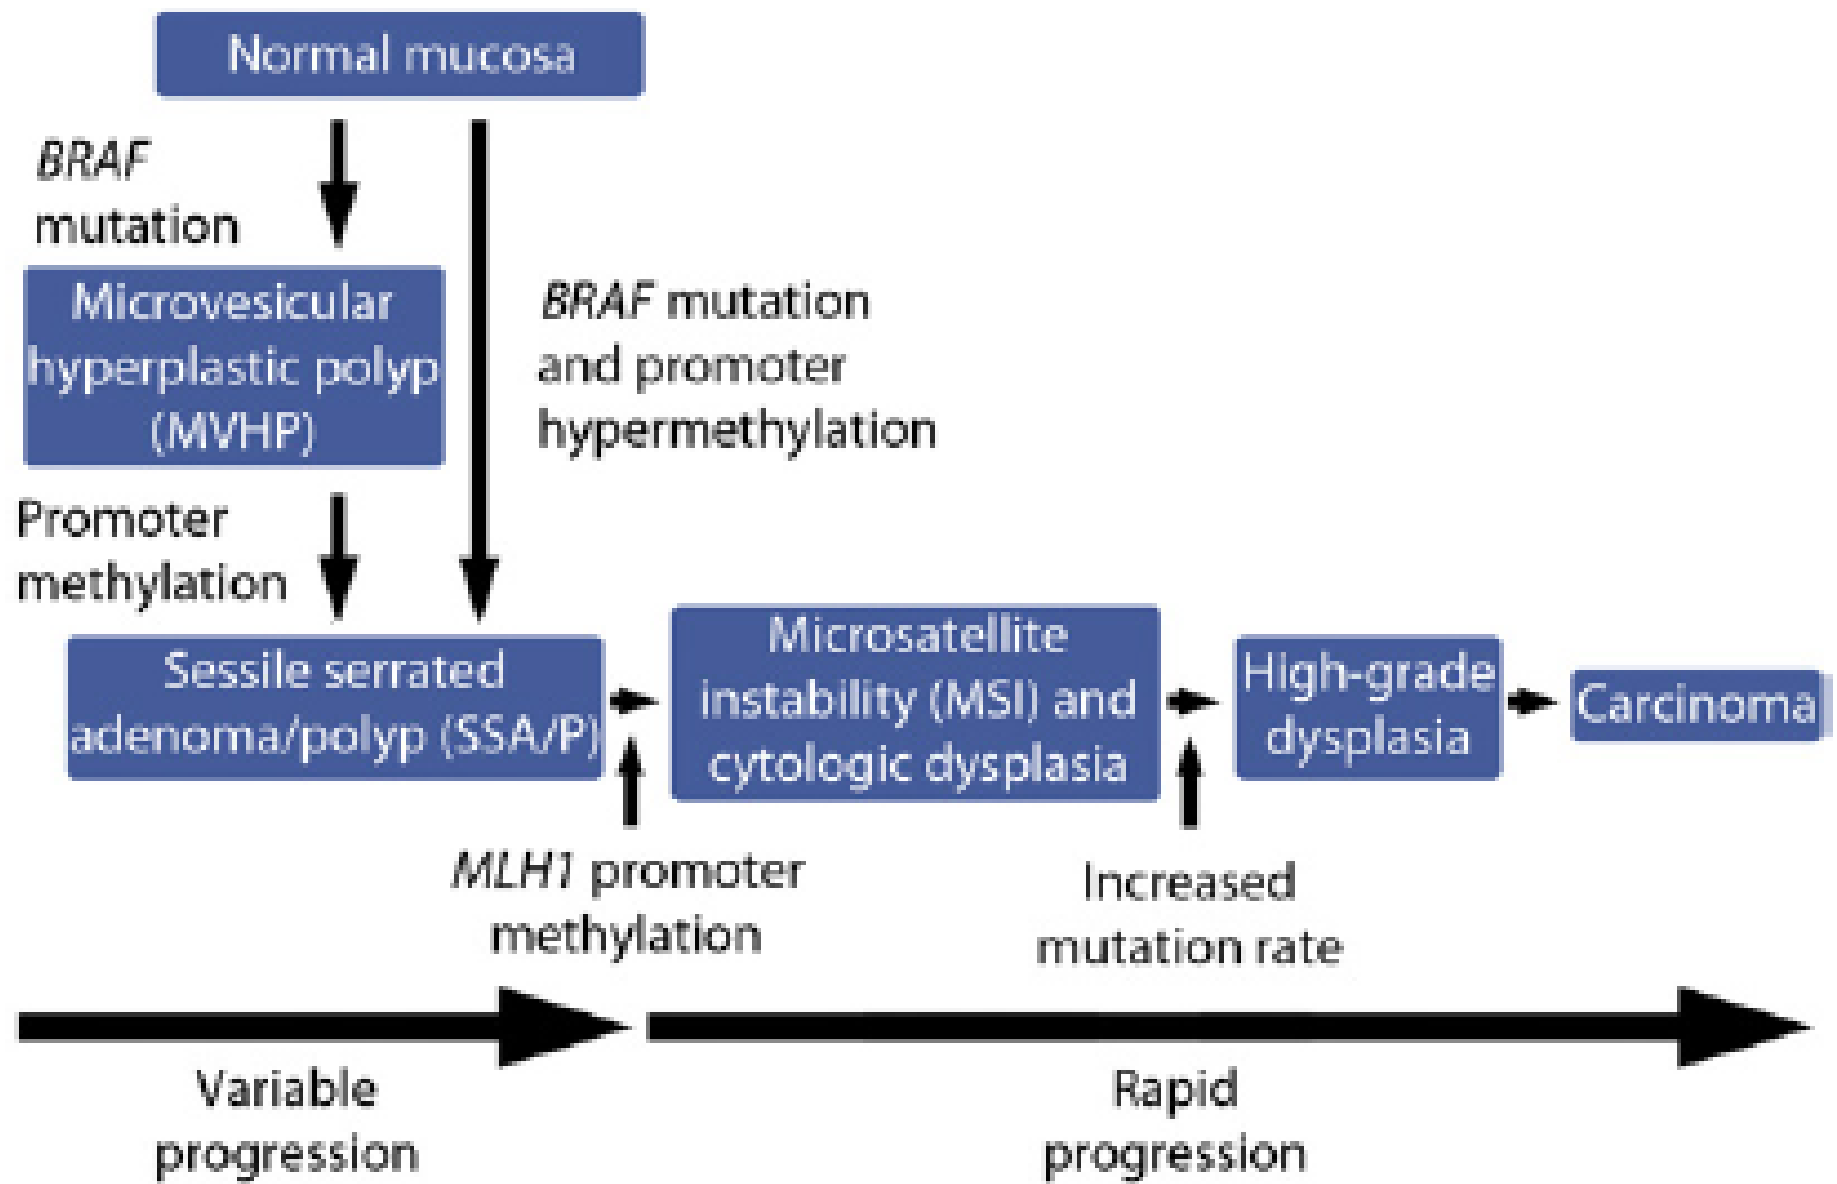 Normal mucosa
BRAF
mutation
Microvesicular
hyperplastic polyp
(MVHP)
BRAF mutation
and promoter
hypermethylation
Promoter
methylation
Sessile serrated
adenoma/polyp (SSA/P)
Microsatellite
instability (MSI) and
cytologic dysplasia
High-grade
dysplasia
Carcinoma
MLH1 promoter
methylation
Increased
mutation rate
Variable
progression
Rapid
progression